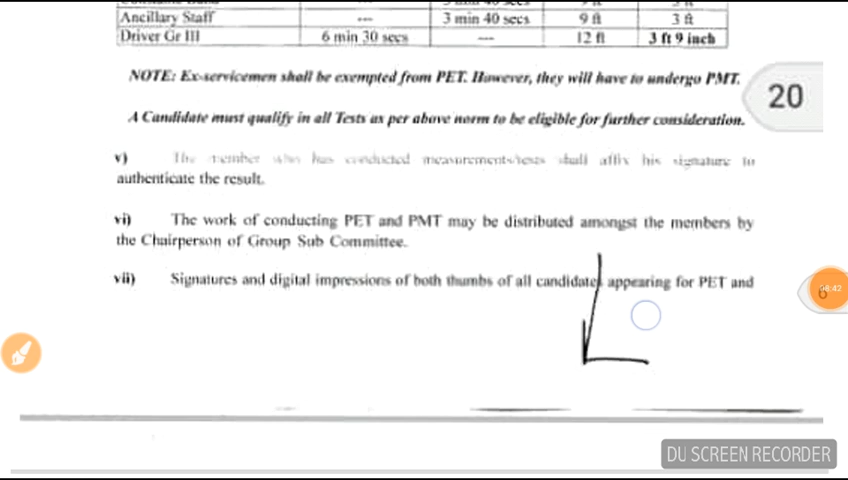 Ancillary Staff --- 3 min 40 secs 9 ft 3 ft
Driver Gr III 6 min 30 secs --- 12 ft 3 ft 9 inch
NOTE: Ex-servicemen shall be exempted from PET. However, they will have to undergo PMT.
20
A Candidate must qualify in all Tests as per above norm to be eligible for further consideration.
v) The member who has conducted measurements/tests shall affix his signature to
authenticate the result.
vi) The work of conducting PET and PMT may be distributed amongst the members by
the Chairperson of Group Sub Committee.
vii) Signatures and digital impressions of both thumbs of all candidates appearing for PET and
DU SCREEN RECORDER